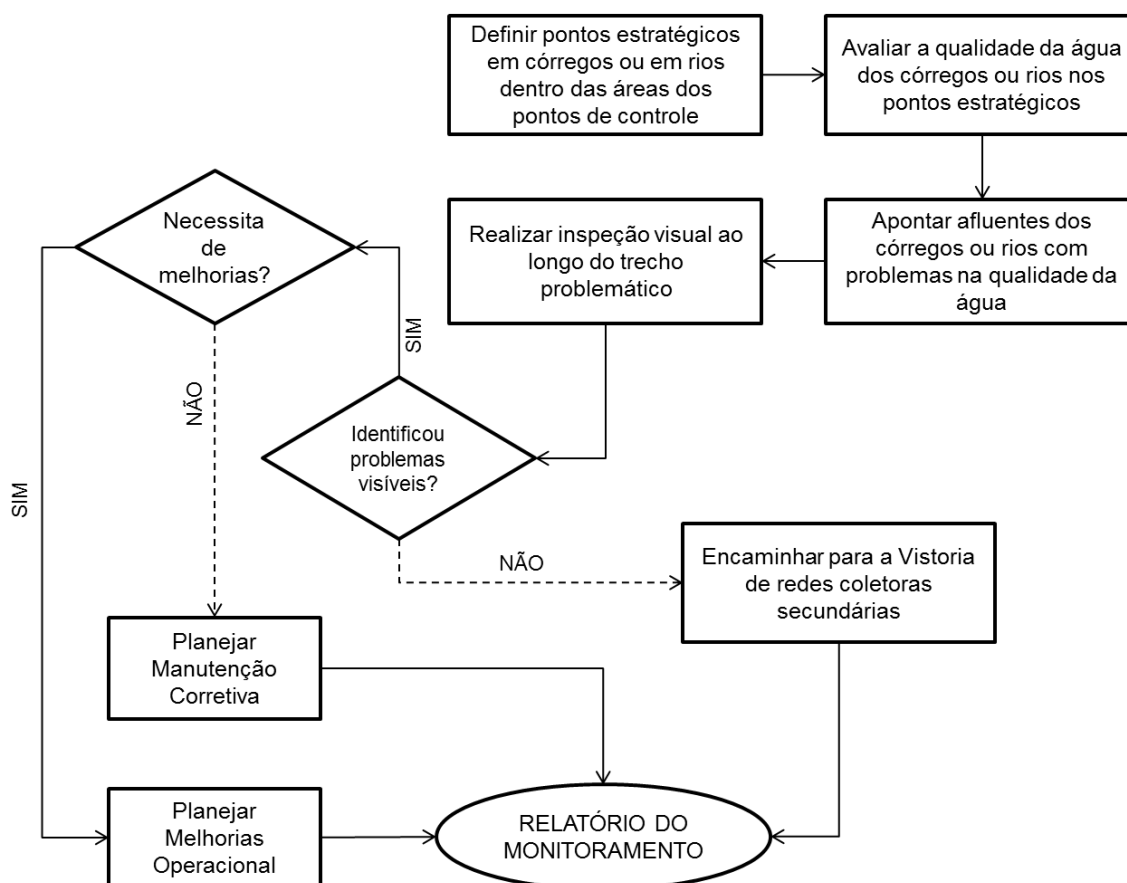 Definir pontos estratégicos
em córregos ou em rios
dentro das áreas dos
pontos de controle
Avaliar a qualidade da água
dos córregos ou rios nos
pontos estratégicos
Apontar afluentes dos
córregos ou rios com
problemas na qualidade da
água
Realizar inspeção visual ao
longo do trecho
problemático
Necessita
de
melhorias?
SIM
NÃO
SIM
Identificou
problemas
visíveis?
NÃO
Encaminhar para a Vistoria
de redes coletoras
secundárias
Planejar
Manutenção
Corretiva
Planejar
Melhorias
Operacional
RELATÓRIO DO
MONITORAMENTO